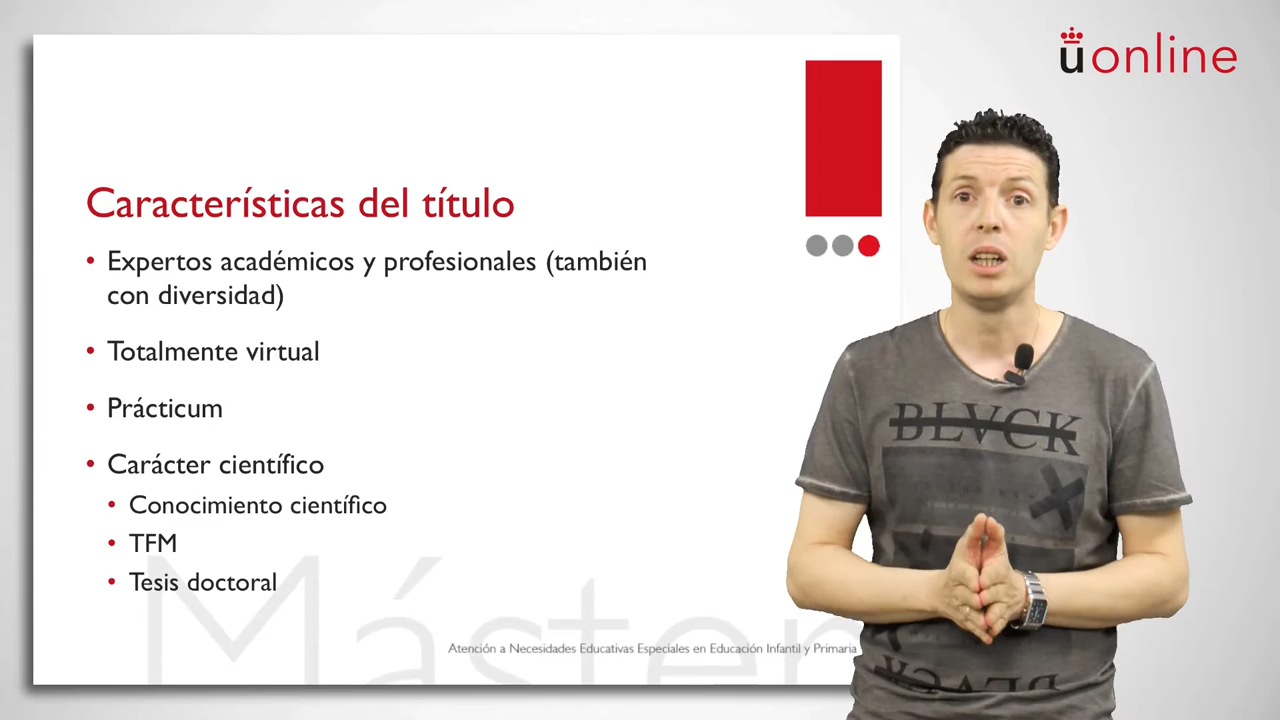 uonline
Características del título
• Expertos académicos y profesionales (también
con diversidad)
• Totalmente virtual
• Prácticum
• Carácter científico
• Conocimiento científico
• TFM
• Tesis doctoral
Máster
Atención a Necesidades Educativas Especiales en Educación Infantil y Primaria
BLVCK